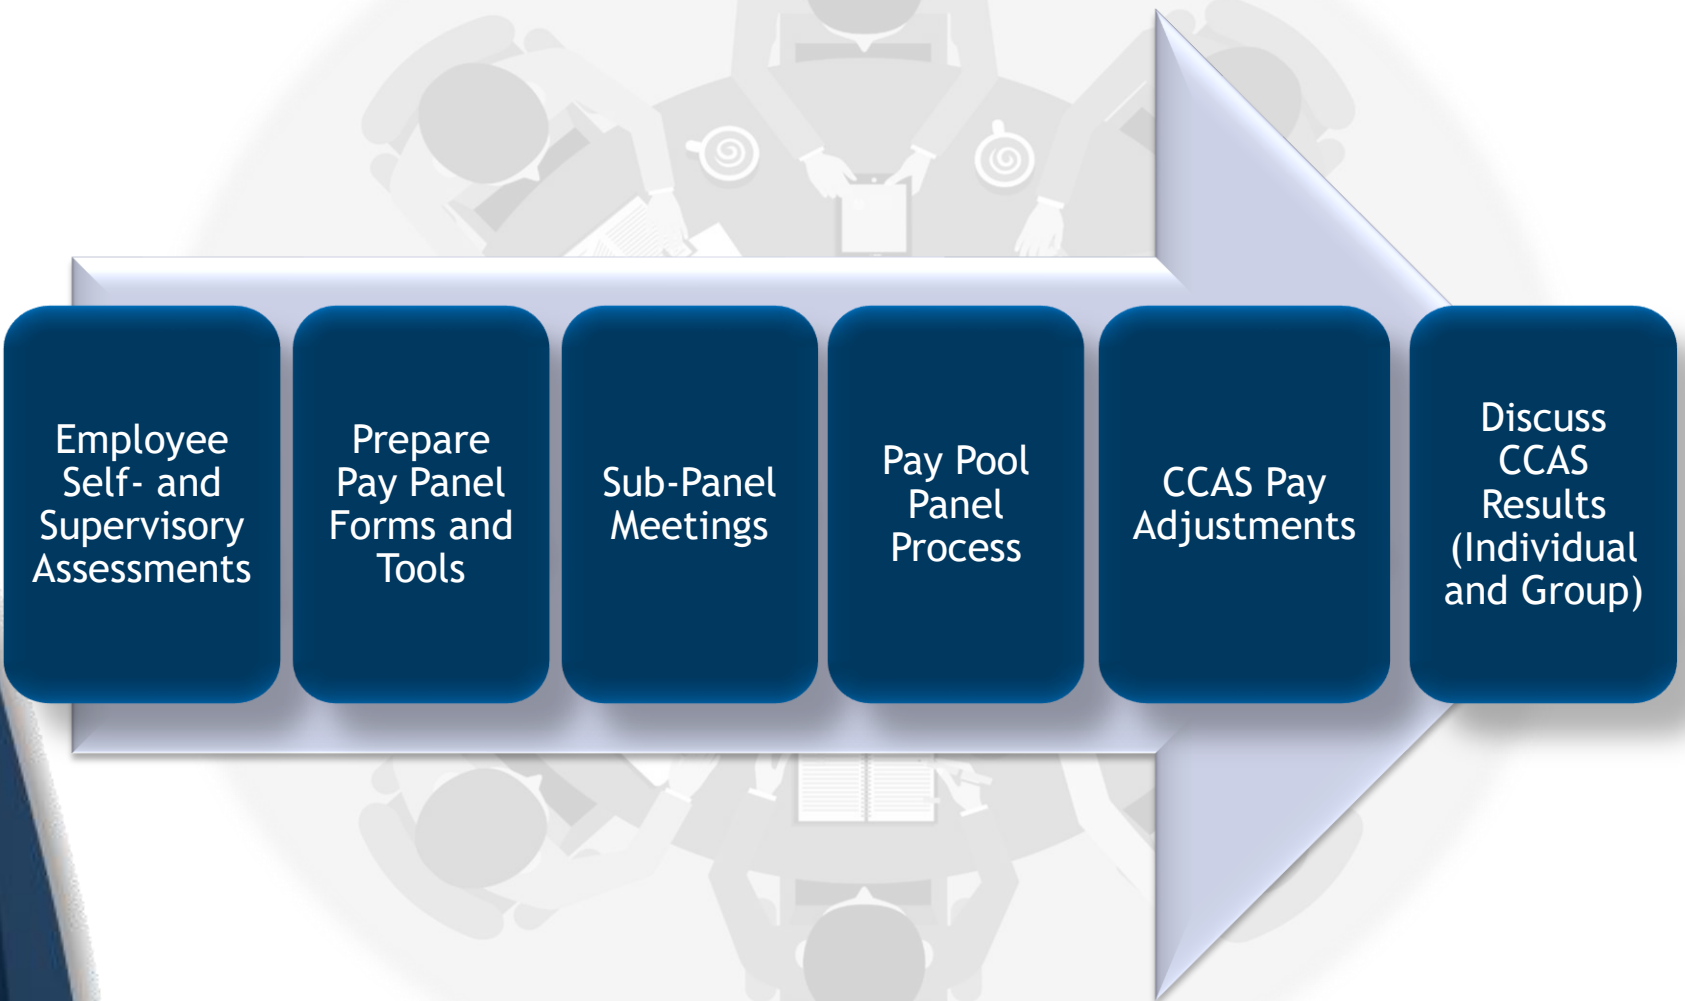 Employee
Self- and
Supervisory
Assessments
Prepare
Pay Panel
Forms and
Tools
Sub-Panel
Meetings
Pay Pool
Panel
Process
CCAS Pay
Adjustments
Discuss
CCAS
Results
(Individual
and Group)